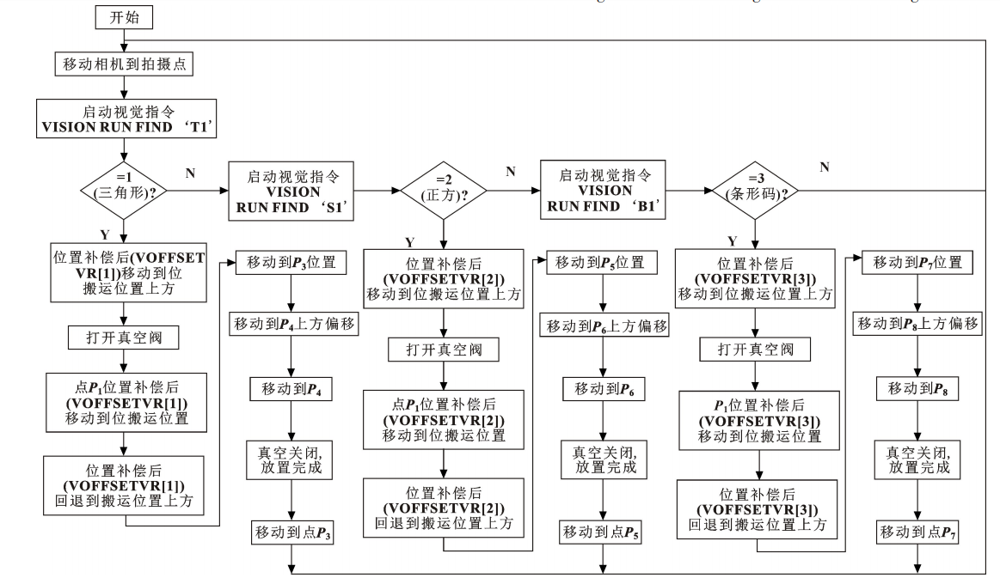 开始
移动相机到拍摄点
启动视觉指令
VISION RUN FIND ‘T1’
=1
(三角形)?
N
启动视觉指令
VISION
RUN FIND ‘S1’
=2
(正方)?
N
启动视觉指令
VISION
RUN FIND ‘B1’
=3
(条形码)?
N
Y
位置补偿后(VOFFSET
VR[1])移动到位
搬运位置上方
打开真空阀
点P₁位置补偿后
(VOFFSETVR[1])
移动到位搬运位置
位置补偿后
(VOFFSETVR[1])
回退到搬运位置上方
移动到P₃位置
移动到P₄上方偏移
移动到P₄
真空关闭,
放置完成
移动到点P₃
Y
位置补偿后
(VOFFSETVR[2])
移动到位搬运位置上方
打开真空阀
点P₁位置补偿后
(VOFFSETVR[2])
移动到位搬运位置
位置补偿后
(VOFFSETVR[2])
回退到搬运位置上方
移动到P₅位置
移动到P₆上方偏移
移动到P₆
真空关闭,
放置完成
移动到点P₅
Y
位置补偿后
(VOFFSETVR[3])
移动到位搬运位置上方
打开真空阀
P₁位置补偿后
(VOFFSETVR[3])
移动到位搬运位置
位置补偿后
(VOFFSETVR[3])
回退到搬运位置上方
移动到P₇位置
移动到P₈上方偏移
移动到P₈
真空关闭,
放置完成
移动到点P₇